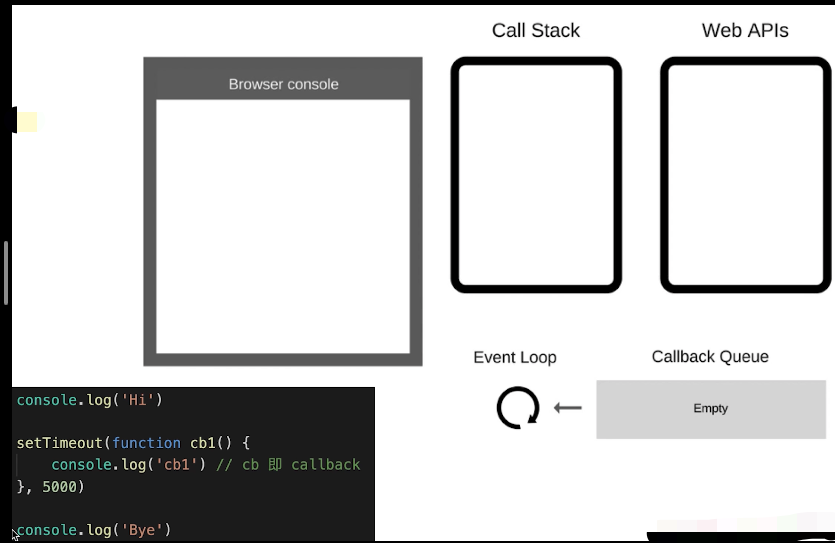 Call Stack
Web APIs
Browser console
Event Loop
Callback Queue
Empty
console.log('Hi')
setTimeout(function cb1() {
    console.log('cb1') // cb 即 callback
}, 5000)
console.log('Bye')